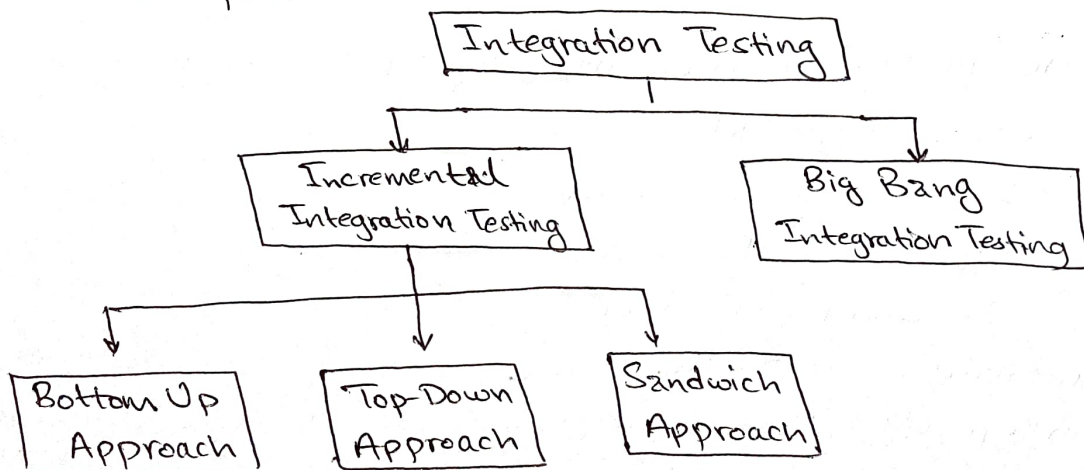 Integration Testing
Incremental
Integration Testing
Big Bang
Integration Testing
Bottom Up
Approach
Top-Down
Approach
Sandwich
Approach